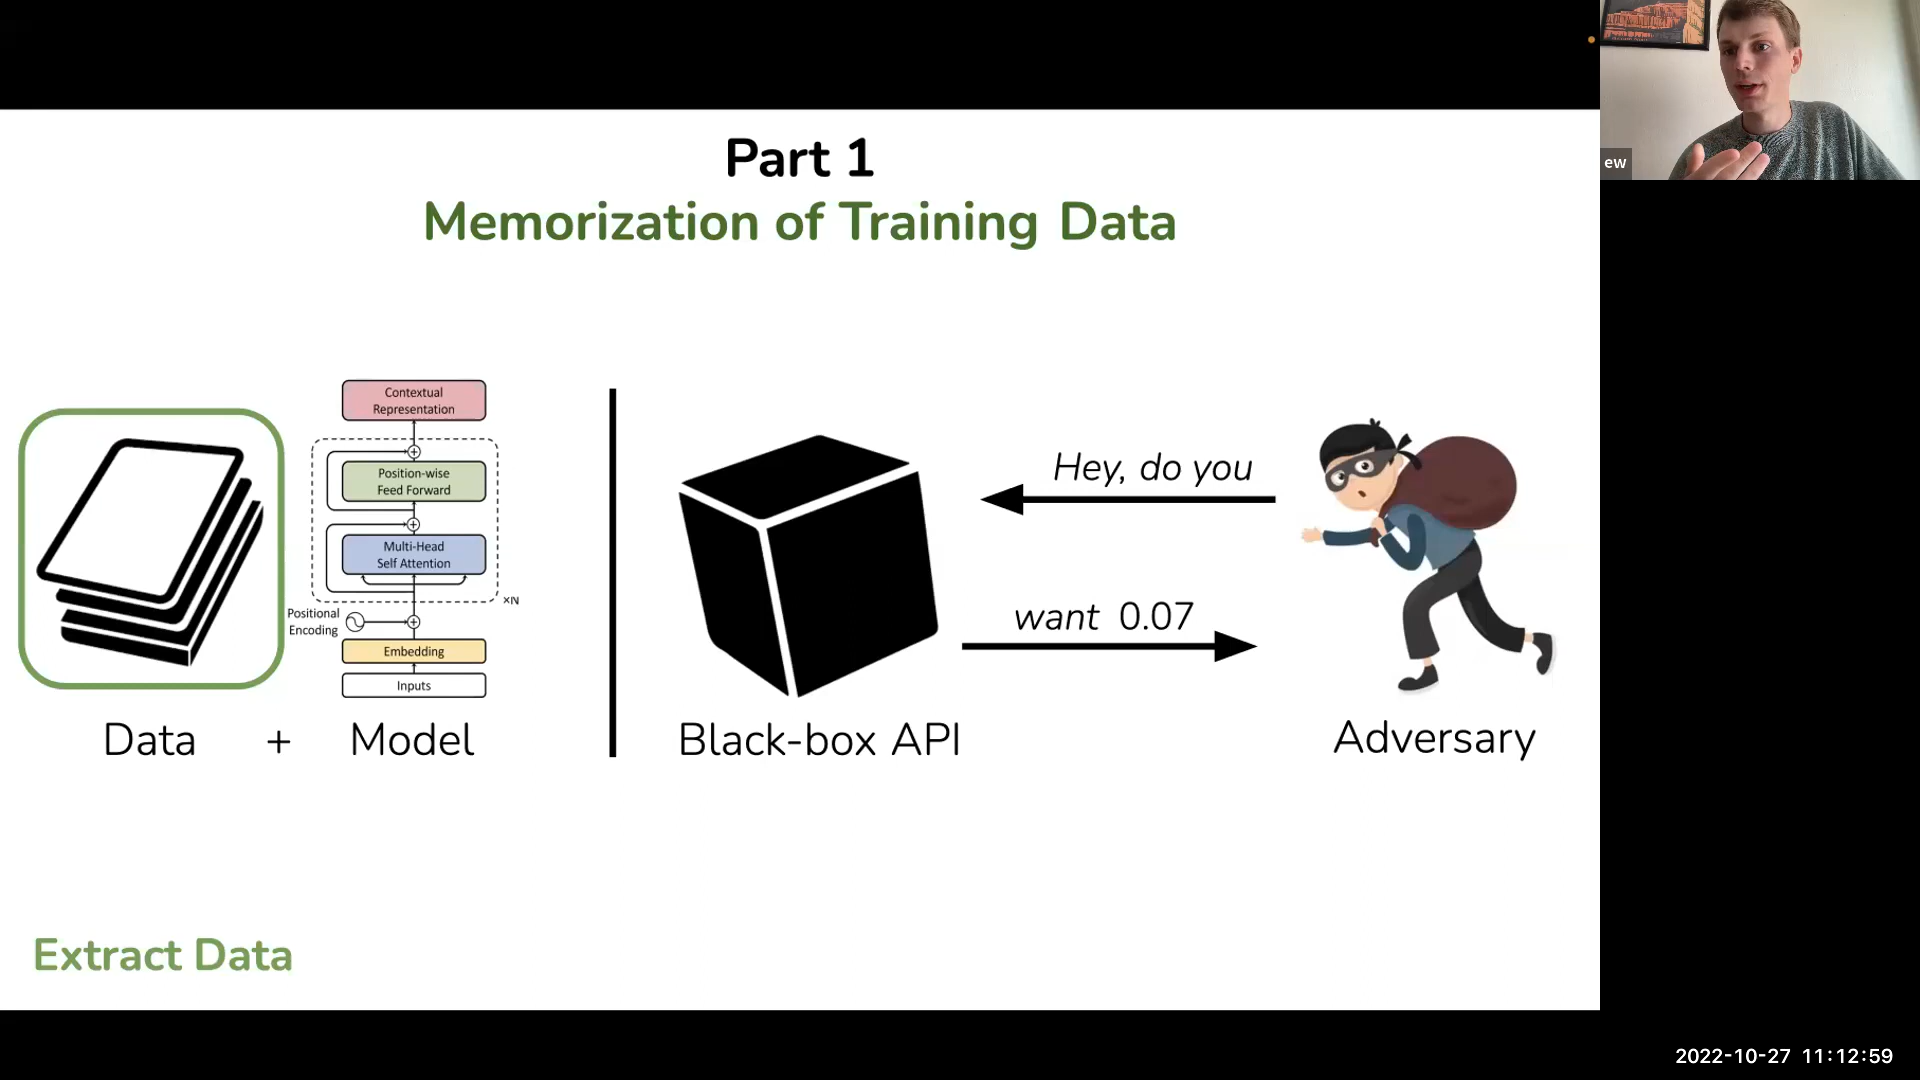 Part 1
Memorization of Training Data
Contextual
Representation
Position-wise
Feed Forward
Multi-Head
Self Attention
×N
Positional
Encoding
Embedding
Inputs
Data + Model
Hey, do you
want 0.07
Black-box API
Adversary
Extract Data
ew
2022-10-27 11:12:59